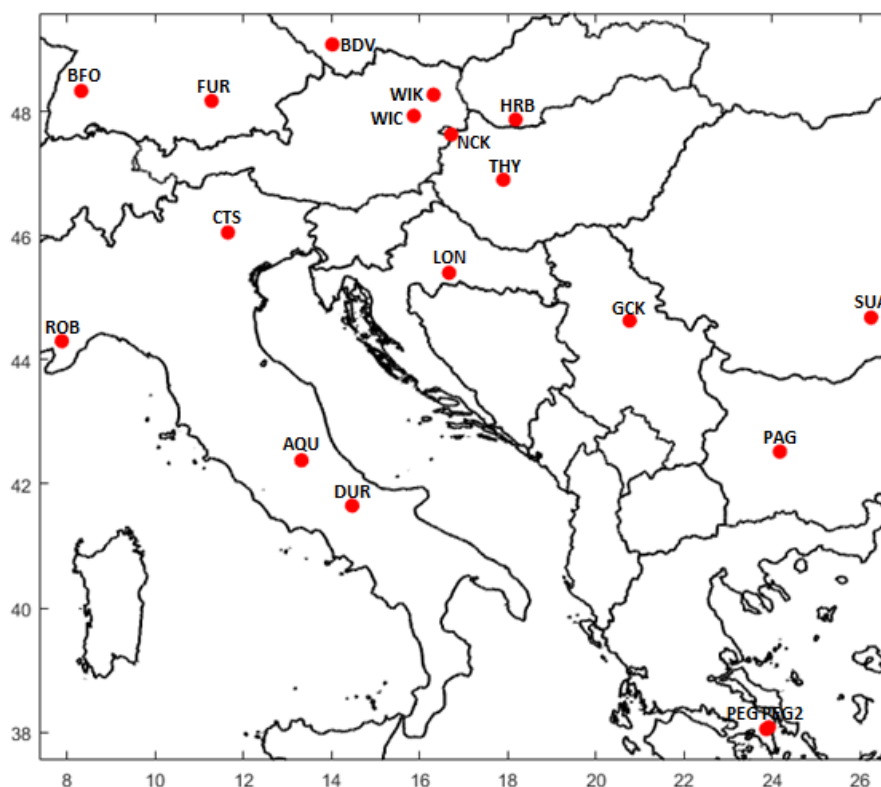 BDV
BFO
FUR
WIK
48
HRB
WIC
NCK
THY
CTS
46
LON
SUA
GCK
ROB
44
AQU
PAG
42
DUR
40
PEG PEG2
38
8 10 12 14 16 18 20 22 24 26